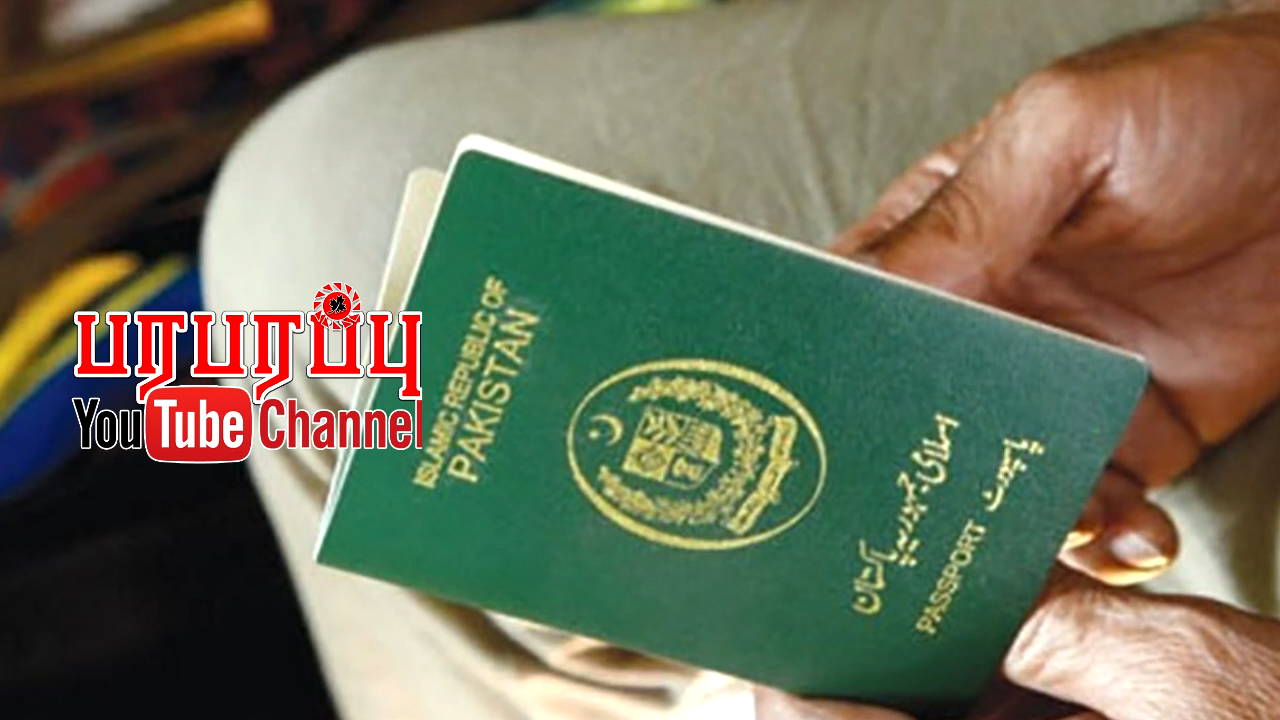 பரபரப்பு
YouTube Channel
ISLAMIC REPUBLIC OF
PAKISTAN
اسلامی جمہوریہ پاکستان
پاسپورٹ
PASSPORT